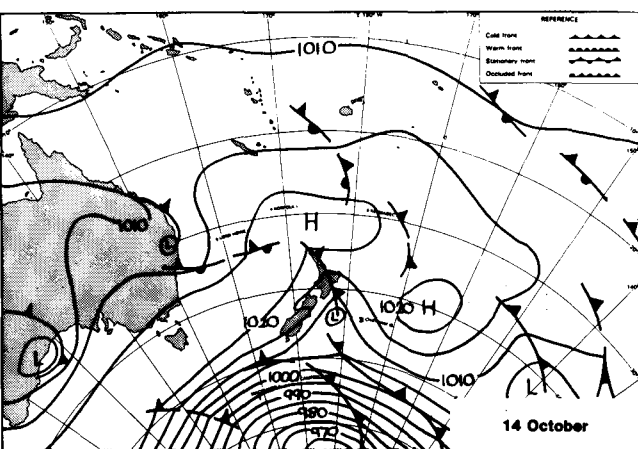 REFERENCE
Cold front
Warm front
Stationary front
Occluded front
1010
H
1010
L
1020
L
1020 H
L
1010
L
1000
990
980
970
14 October